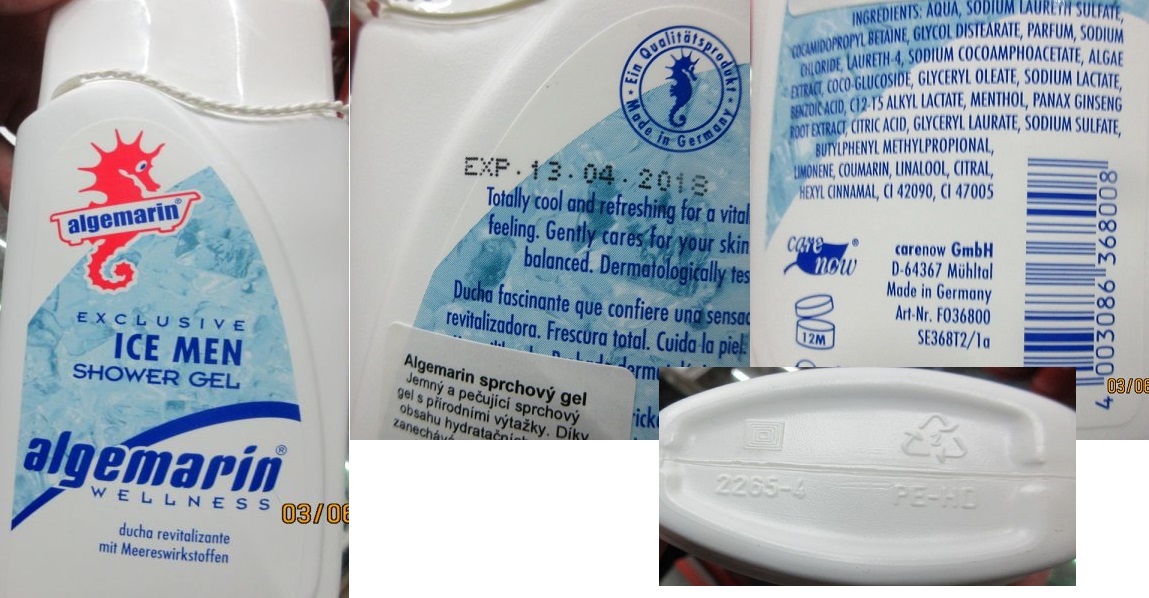 algemarin®
EXCLUSIVE
ICE MEN
SHOWER GEL
algemarin®
WELLNESS
ducha revitalizante
mit Meereswirkstoffen
03/06
Ein Qualitätsprodukt
Made in Germany
EXP.13.04.2018
Totally cool and refreshing for a vital
feeling. Gently cares for your skin
balanced. Dermatologically tes
Ducha fascinante que confiere una sensac
revitalizadora. Frescura total. Cuida la piel.
Algemarin sprchový gel
Jemný a pečující sprchový
gel s přírodními výtažky. Díky
obsahu hydratačních
zanechává
INGREDIENTS: AQUA, SODIUM LAURETH SULFATE,
COCAMIDOPROPYL BETAINE, GLYCOL DISTEARATE, PARFUM, SODIUM
CHLORIDE, LAURETH-4, SODIUM COCOAMPHOACETATE, ALGAE
EXTRACT, COCO-GLUCOSIDE, GLYCERYL OLEATE, SODIUM LACTATE,
BENZOIC ACID, C12-15 ALKYL LACTATE, MENTHOL, PANAX GINSENG
ROOT EXTRACT, CITRIC ACID, GLYCERYL LAURATE, SODIUM SULFATE,
BUTYLPHENYL METHYLPROPIONAL,
LIMONENE, COUMARIN, LINALOOL, CITRAL,
HEXYL CINNAMAL, CI 42090, CI 47005
care now®
carenow GmbH
D-64367 Mühltal
Made in Germany
Art-Nr. F036800
SE368T2/1a
12M
4 003086 368008
03/06
2
2265-4
PE-HD